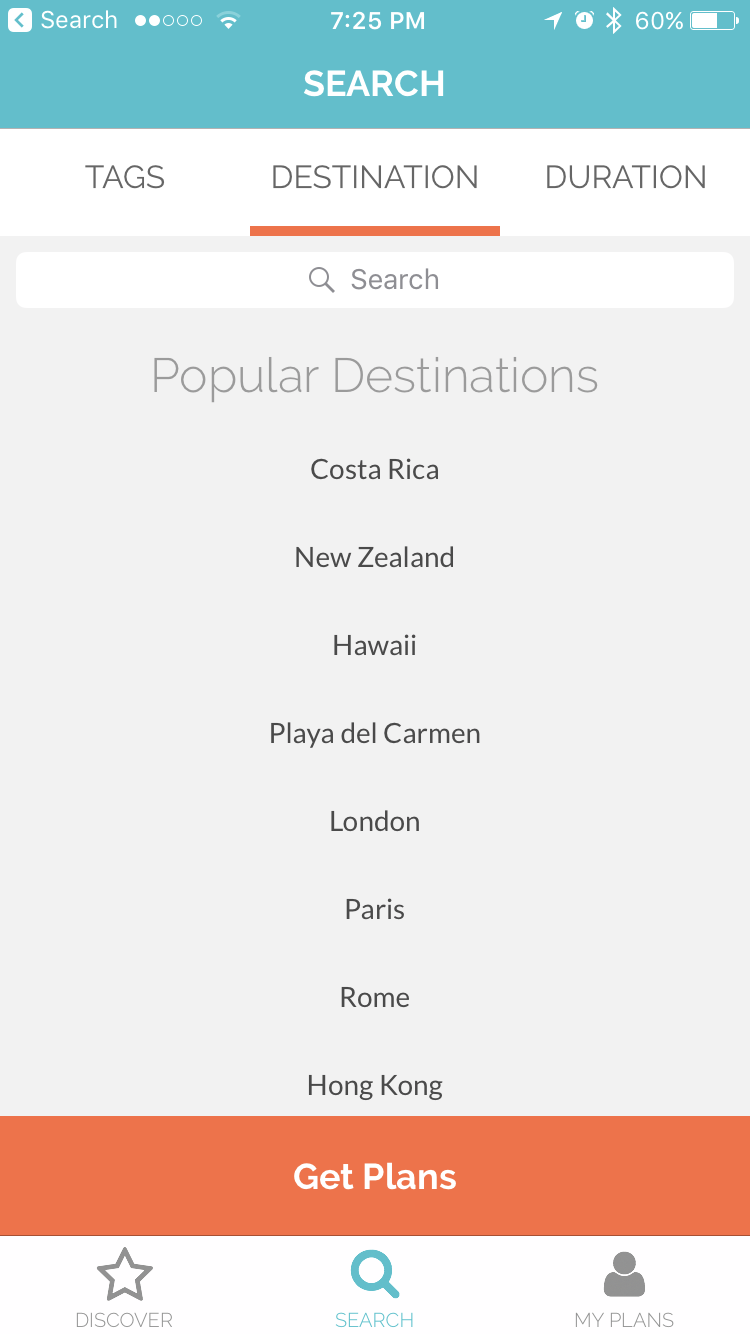 Search 7:25 PM 60%
SEARCH
TAGS DESTINATION DURATION
Search
Popular Destinations
Costa Rica
New Zealand
Hawaii
Playa del Carmen
London
Paris
Rome
Hong Kong
Get Plans
DISCOVER SEARCH MY PLANS